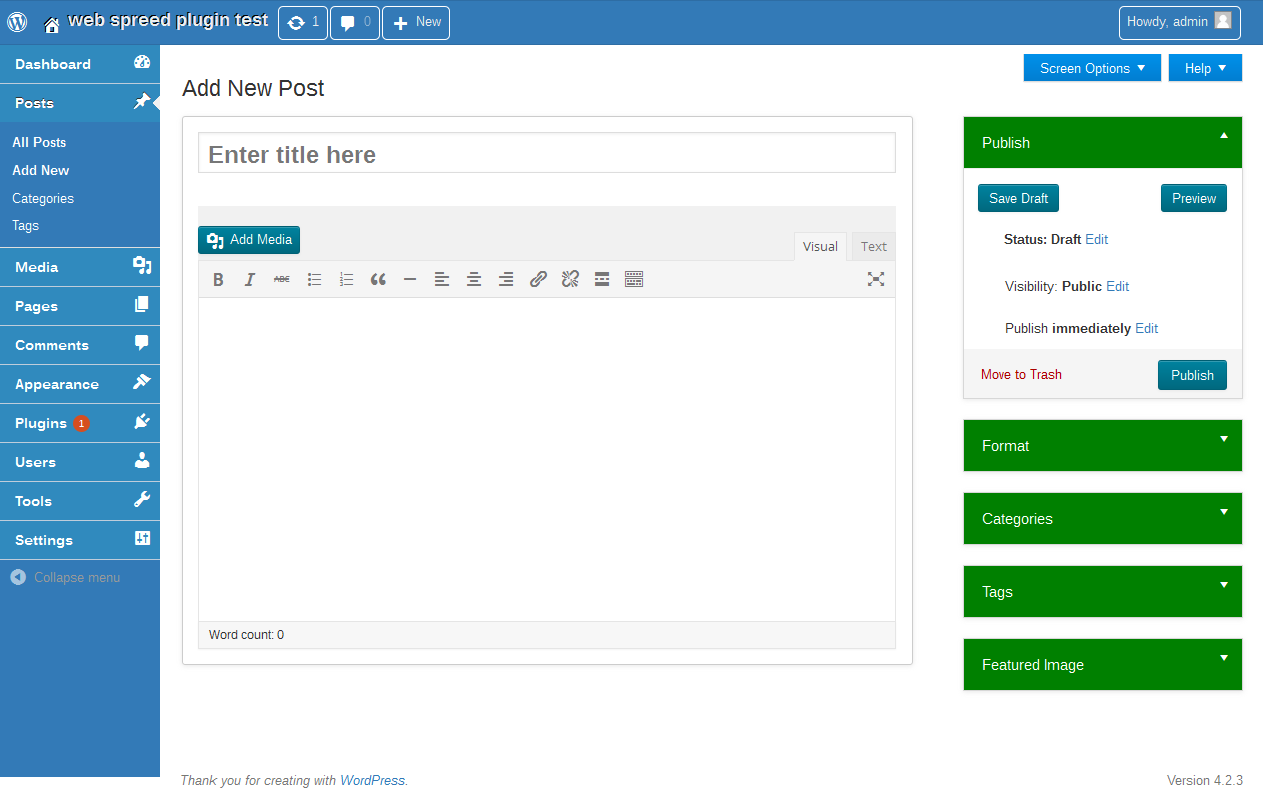 web spreed plugin test 1 0 New Howdy, admin
Dashboard
Posts
All Posts
Add New
Categories
Tags
Media
Pages
Comments
Appearance
Plugins 1
Users
Tools
Settings
Collapse menu
Screen Options Help
Add New Post
Enter title here
Add Media
Visual Text
B I ABC
Word count: 0
Publish
Save Draft Preview
Status: Draft Edit
Visibility: Public Edit
Publish immediately Edit
Move to Trash Publish
Format
Categories
Tags
Featured Image
Thank you for creating with WordPress. Version 4.2.3